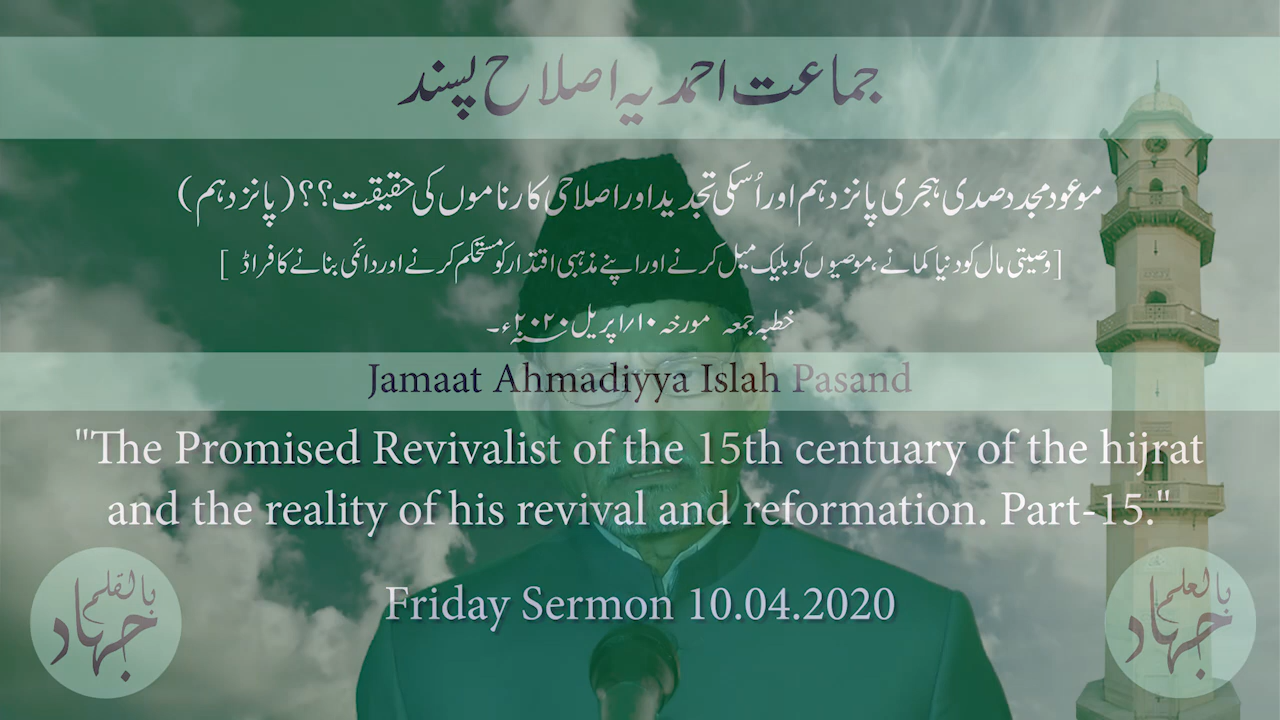 جماعت احمدیہ اصلاح پسند
موعود مجدد صدی ہجری پانزدہم اور اُسکی تجدید اور اصلاحی کارناموں کی حقیقت؟؟ (پانزدہم)
[وصیتی مال کو دنیا کمانے، موصیوں کو بلیک میل کرنے اور اپنے مذہبی اقتدار کو مستحکم کرنے اور دائمی بنانے کا فراڈ]
خطبہ جمعہ مورخہ ۱۰/اپریل ۲۰۲۰ء۔
Jamaat Ahmadiyya Islah Pasand
"The Promised Revivalist of the 15th centuary of the hijrat
and the reality of his revival and reformation. Part-15."
Friday Sermon 10.04.2020
جہاد بالقلم
جہاد بالعلم